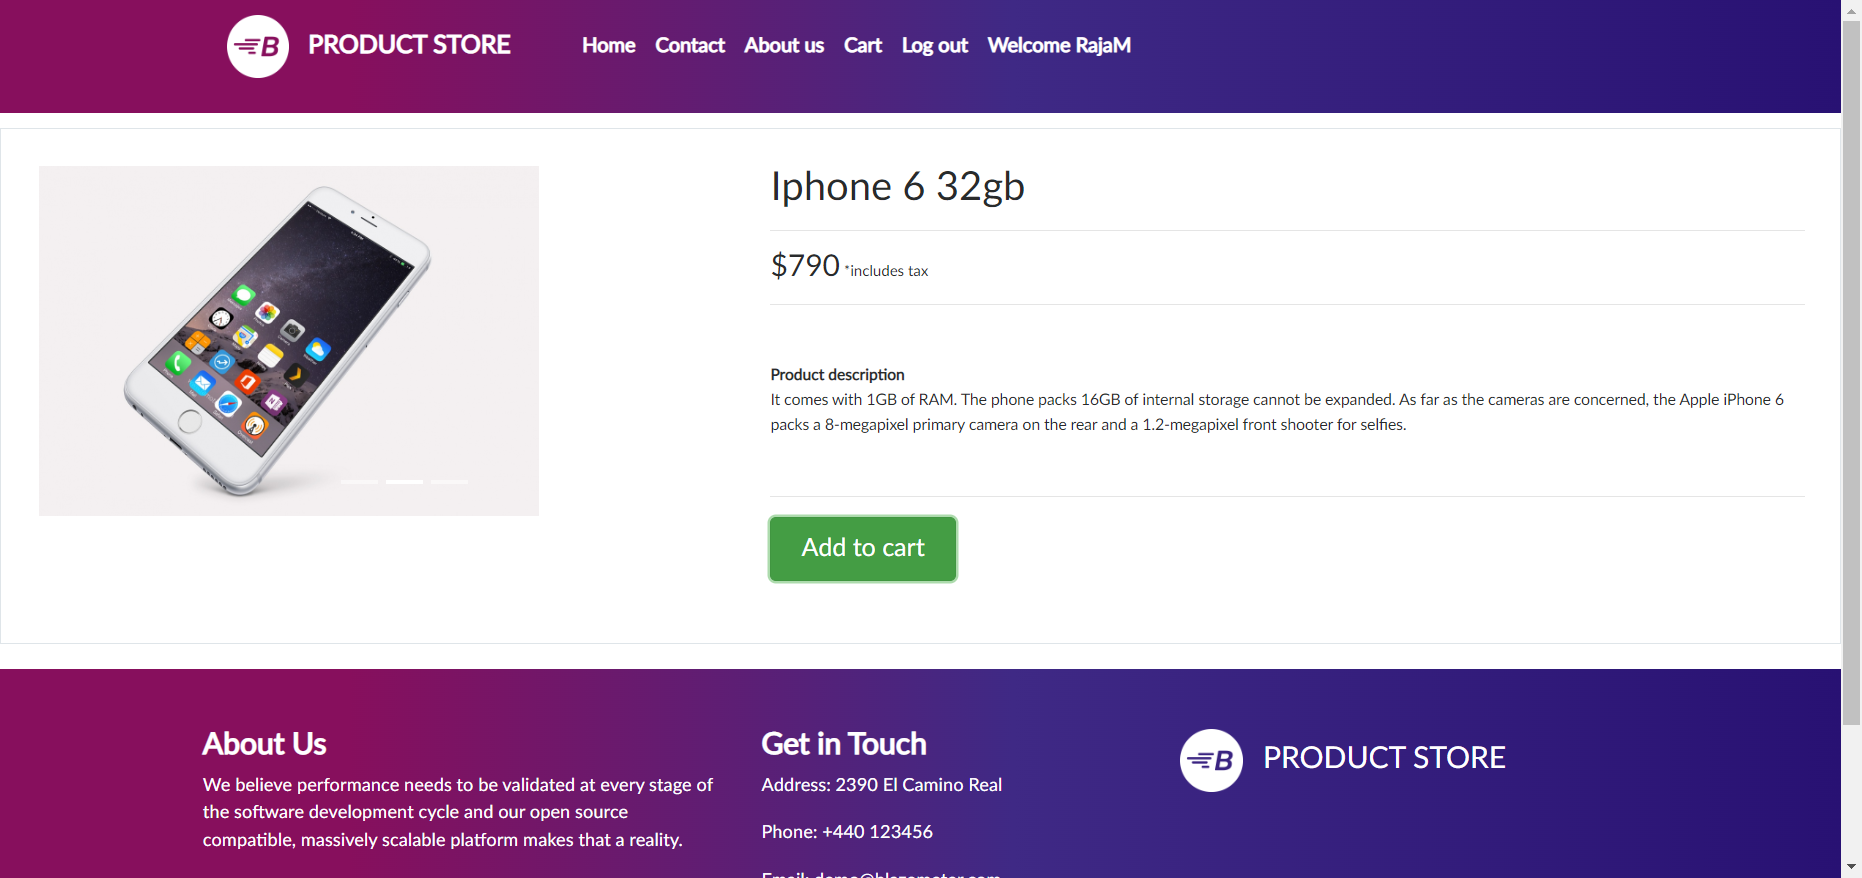 B PRODUCT STORE Home Contact About us Cart Log out Welcome RajaM
Iphone 6 32gb
$790 *includes tax
Product description
It comes with 1GB of RAM. The phone packs 16GB of internal storage cannot be expanded. As far as the cameras are concerned, the Apple iPhone 6
packs a 8-megapixel primary camera on the rear and a 1.2-megapixel front shooter for selfies.
Add to cart
About Us
We believe performance needs to be validated at every stage of
the software development cycle and our open source
compatible, massively scalable platform makes that a reality.
Get in Touch
Address: 2390 El Camino Real
Phone: +440 123456
Email: demo@blazemeter.com
B PRODUCT STORE